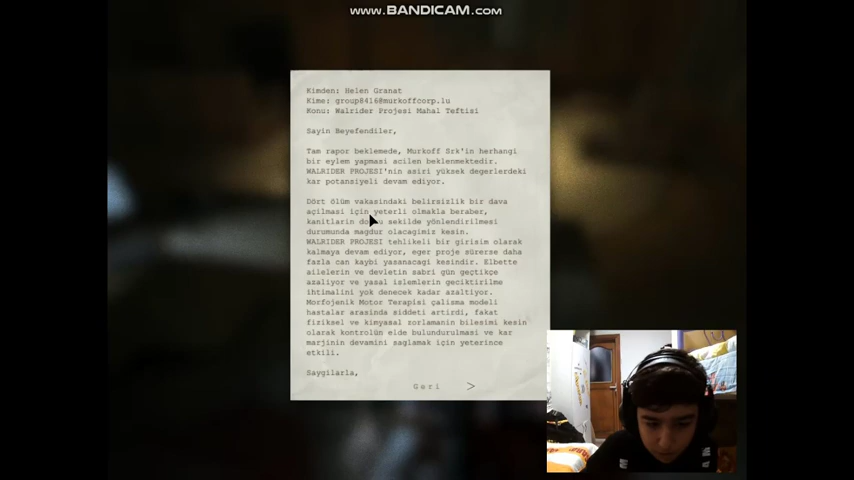 www.BANDICAM.com
Kimden: Helen Granat
Kime: group8416@murkoffcorp.lu
Konu: Walrider Projesi Mahal Teftisi
Sayin Beyefendiler,
Tam rapor beklemede, Murkoff Srk'in herhangi
bir eylem yapmasi acilen beklenmektedir.
WALRIDER PROJESI'nin asiri yüksek degerlerdeki
kar potansiyeli devam ediyor.
Dört ölüm vakasindaki belirsizlik bir dava
açilmasi için yeterli olmakla beraber,
kanitlarin sekilde yönlendirilmesi
durumunda magdur olacagimiz kesin.
WALRIDER PROJESI tehlikeli bir girisim olarak
kalmaya devam ediyor, eger proje sürerse daha
fazla can kaybi yasanacagi kesindir. Elbette
ailelerin ve devletin sabri gün geçtikçe
azaliyor ve yasal islemlerin geciktirilme
ihtimalini yok denecek kadar azaltiyor.
Morfojenik Motor Terapisi çalisma modeli
hastalar arasinda siddeti artirdi, fakat
fiziksel ve kimyasal zorlamanin bilesimi kesin
olarak kontrolün elde bulundurulmasi ve kar
marjinin devamini saglamak için yeterince
etkili.
Saygilarla,
Geri >